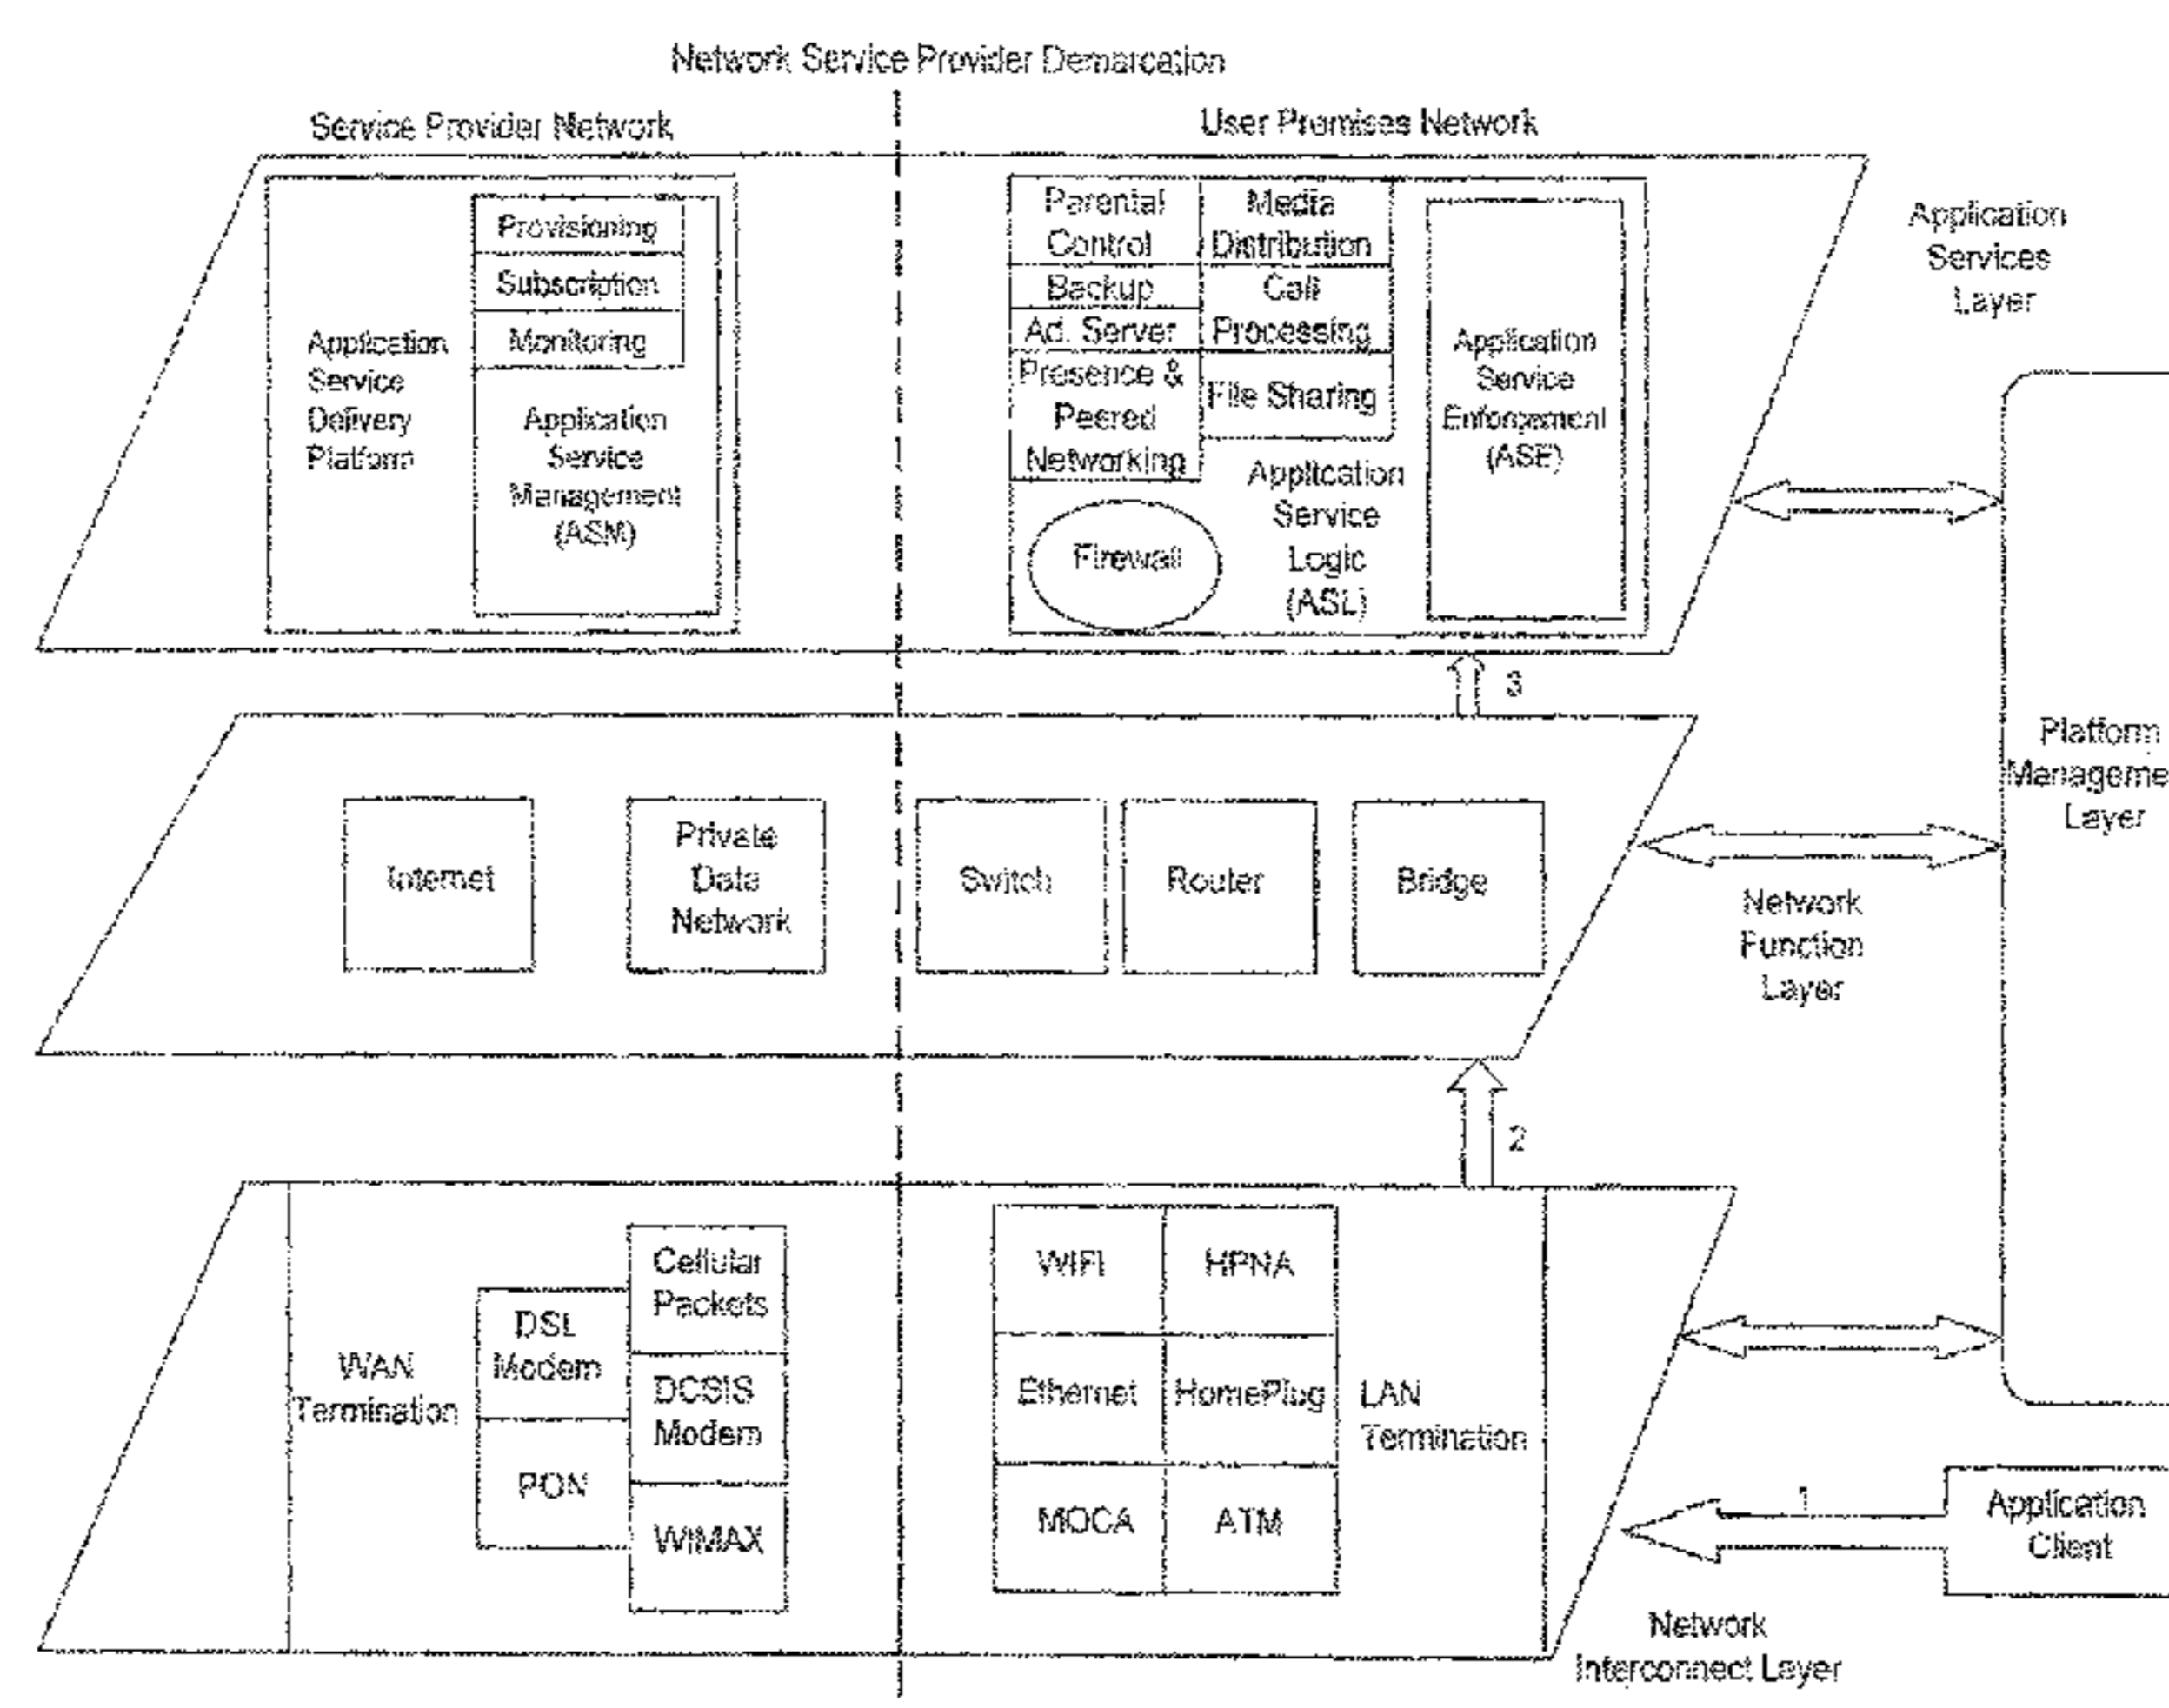 Network Service Provider Demarcation
Service Provider Network
User Premises Network
Provisioning
Subscription
Monitoring
Application
Service
Delivery
Platform
Application
Service
Management
(ASM)
Parental
Control
Media
Distribution
Backup
Call
Processing
Ad. Server
Presence &
Peered
Networking
File Sharing
Application
Service
Logic
(ASL)
Firewall
Application
Service
Enforcement
(ASE)
Application
Services
Layer
3
Internet
Private
Data
Network
Switch
Router
Bridge
Network
Function
Layer
Platform
Manageme
Layer
2
WAN
Termination
DSL
Modem
PON
Cellular
Packets
DCSIS
Modem
WIMAX
WIFI
HPNA
Ethernet
HomePlug
MOCA
ATM
LAN
Termination
1
Application
Client
Network
Interconnect Layer